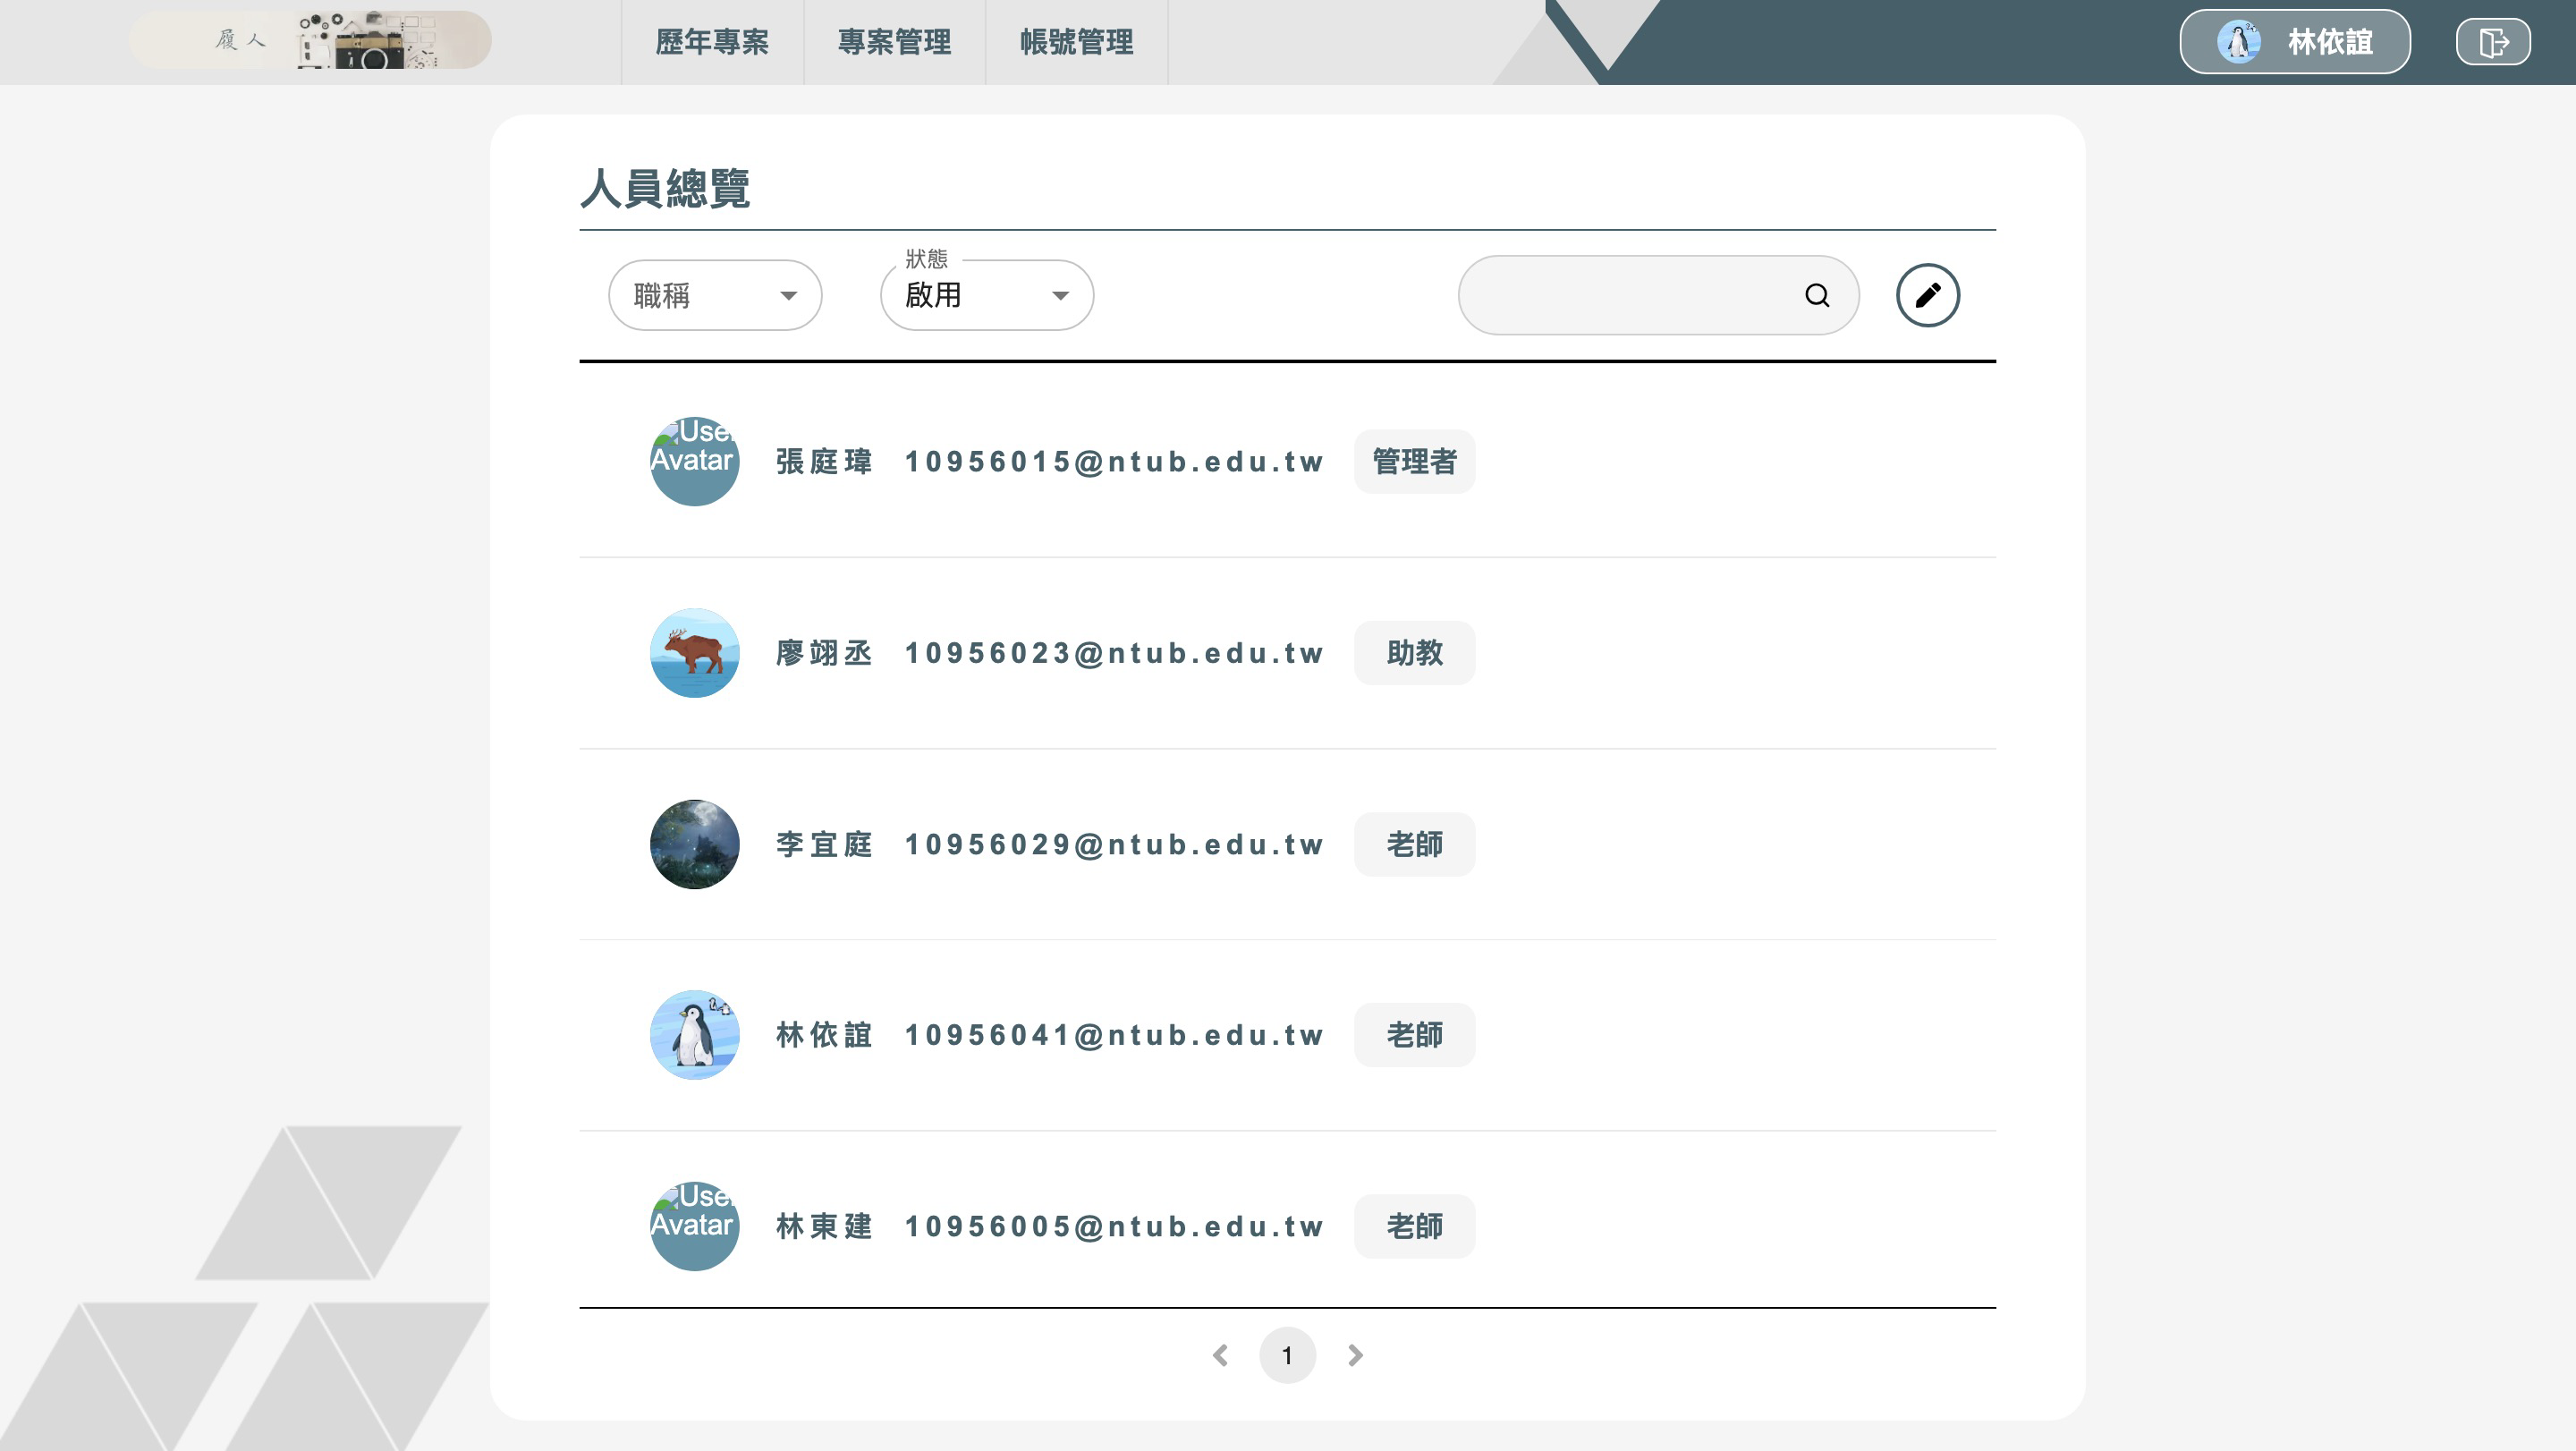 履人
歷年專案
專案管理
帳號管理
林依誼
人員總覽
職稱
狀態
啟用
User Avatar
張庭瑋 10956015@ntub.edu.tw 管理者
廖翊丞 10956023@ntub.edu.tw 助教
李宜庭 10956029@ntub.edu.tw 老師
林依誼 10956041@ntub.edu.tw 老師
User Avatar
林東建 10956005@ntub.edu.tw 老師
1